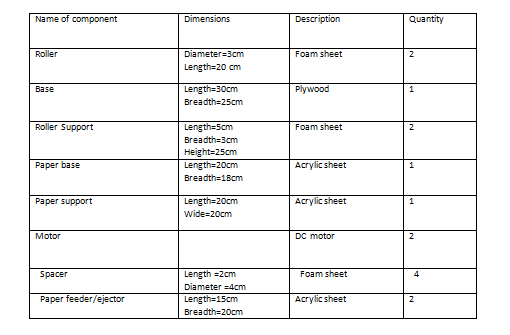 Name of component Dimensions Description Quantity
Roller Diameter=3cm Foam sheet 2
Length=20 cm
Base Length=30cm Plywood 1
Breadth=25cm
Roller Support Length=5cm Foam sheet 2
Breadth=3cm
Height=25cm
Paper base Length=20cm Acrylic sheet 1
Breadth=18cm
Paper support Length=20cm Acrylic sheet 1
Wide=20cm
Motor DC motor 2
Spacer Length =2cm Foam sheet 4
Diameter =4cm
Paper feeder/ejector Length=15cm Acrylic sheet 2
Breadth=20cm